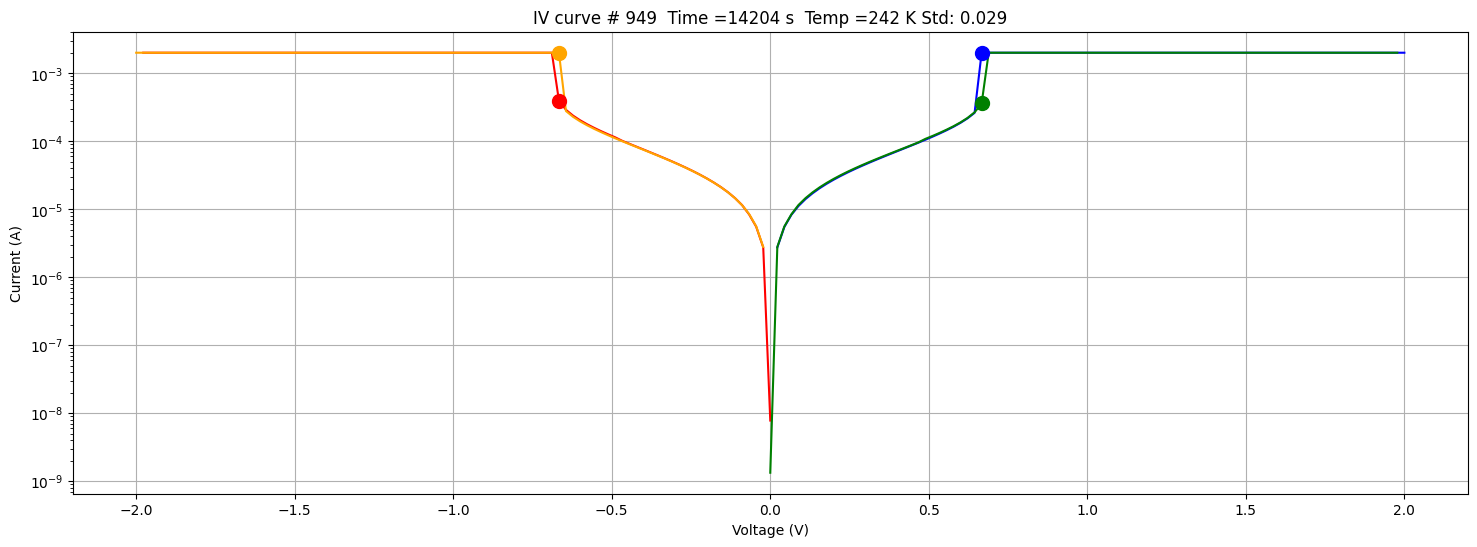 IV curve # 949  Time =14204 s  Temp =242 K Std: 0.029
Current (A)
10⁻³
10⁻⁴
10⁻⁵
10⁻⁶
10⁻⁷
10⁻⁸
10⁻⁹
−2.0 −1.5 −1.0 −0.5 0.0 0.5 1.0 1.5 2.0
Voltage (V)